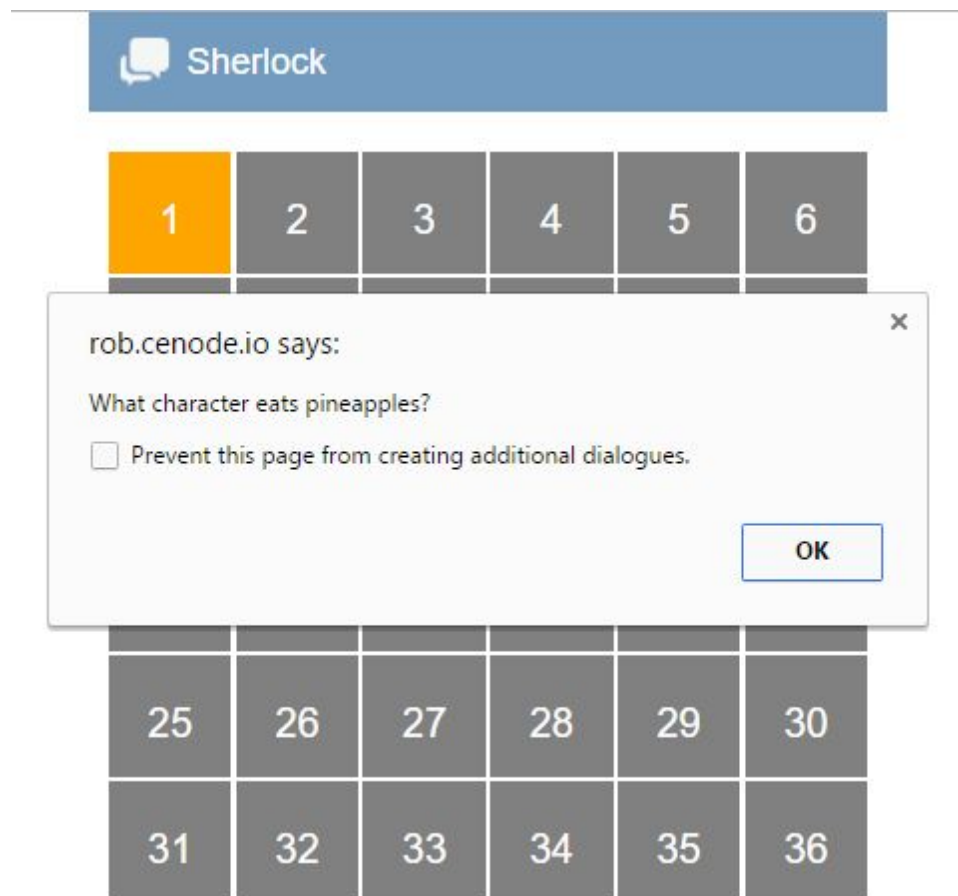 Sherlock
1 2 3 4 5 6
rob.cenode.io says:
×
What character eats pineapples?
Prevent this page from creating additional dialogues.
OK
25 26 27 28 29 30
31 32 33 34 35 36